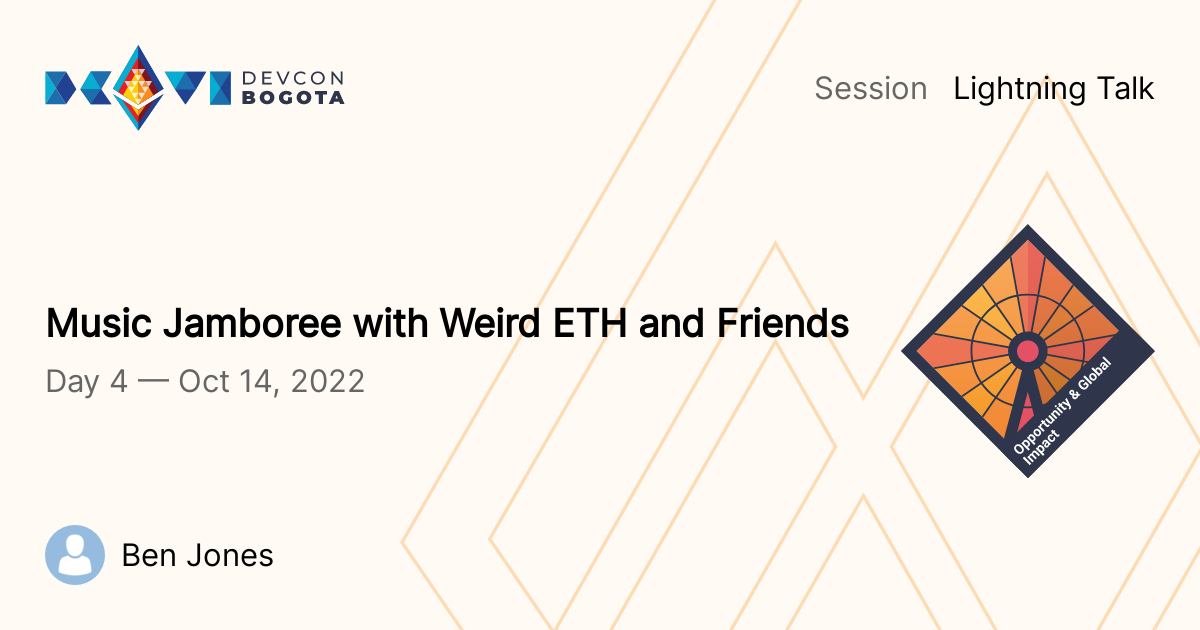 DEVCON
BOGOTA
Session Lightning Talk
Music Jamboree with Weird ETH and Friends
Day 4 — Oct 14, 2022
Opportunity & Global
Impact
Ben Jones